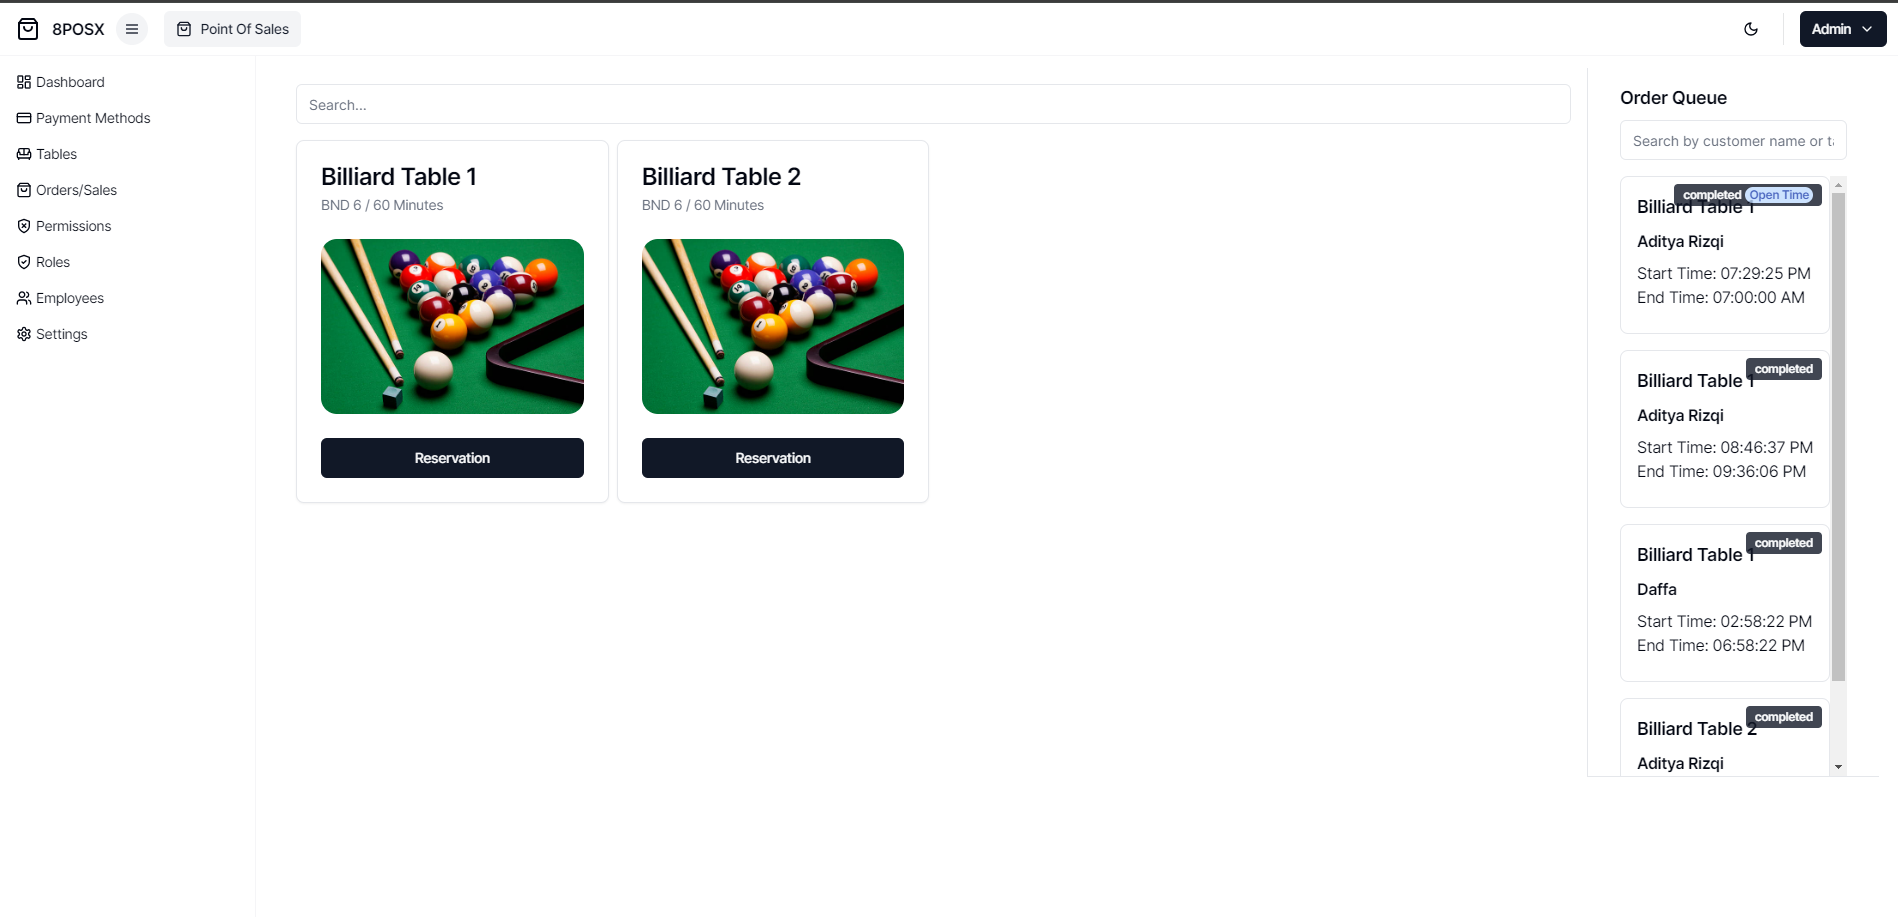 8POSX
Point Of Sales
Admin
Dashboard
Payment Methods
Tables
Orders/Sales
Permissions
Roles
Employees
Settings
Search...
Billiard Table 1
BND 6 / 60 Minutes
Reservation
Billiard Table 2
BND 6 / 60 Minutes
Reservation
Order Queue
Search by customer name or ta
completed Open Time
Billiard Table 1
Aditya Rizqi
Start Time: 07:29:25 PM
End Time: 07:00:00 AM
completed
Billiard Table 1
Aditya Rizqi
Start Time: 08:46:37 PM
End Time: 09:36:06 PM
completed
Billiard Table 1
Daffa
Start Time: 02:58:22 PM
End Time: 06:58:22 PM
completed
Billiard Table 2
Aditya Rizqi